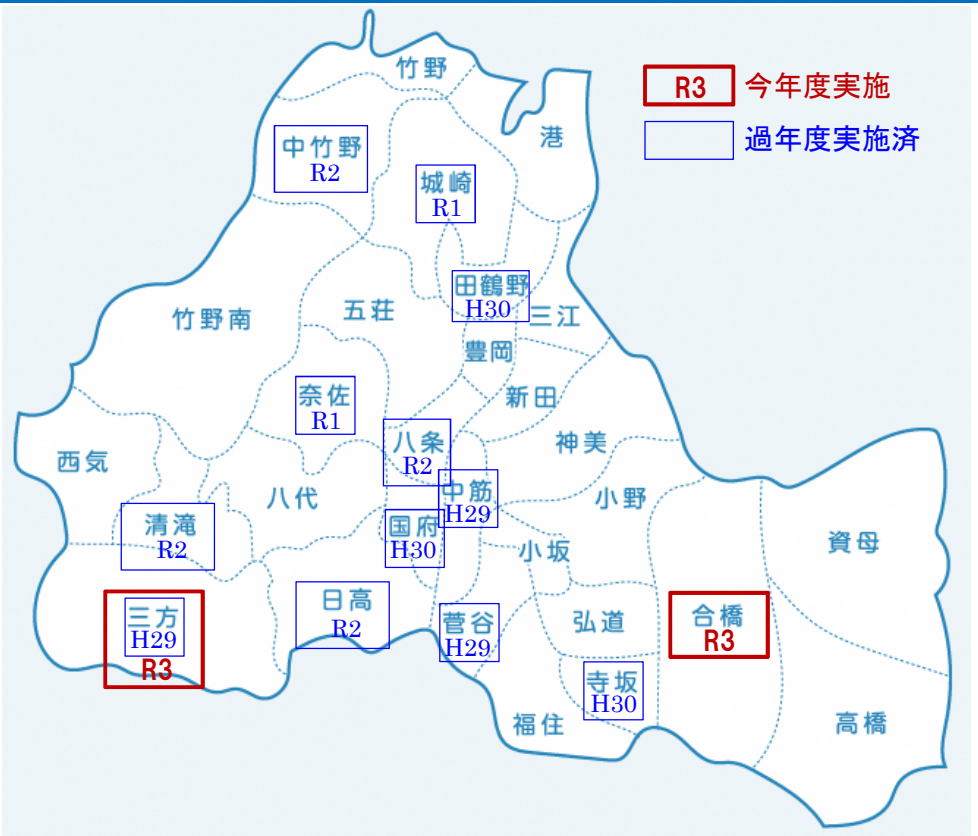 竹野
R3 今年度実施
過年度実施済
港
中竹野
R2
城崎
R1
田鶴野
H30
三江
五荘
竹野南
豊岡
新田
奈佐
R1
八条
R2
神美
西気
中筋
H29
八代
小野
清滝
R2
国府
H30
小坂
資母
日高
R2
三方
H29
R3
菅谷
H29
弘道
合橋
R3
寺坂
H30
福住
高橋